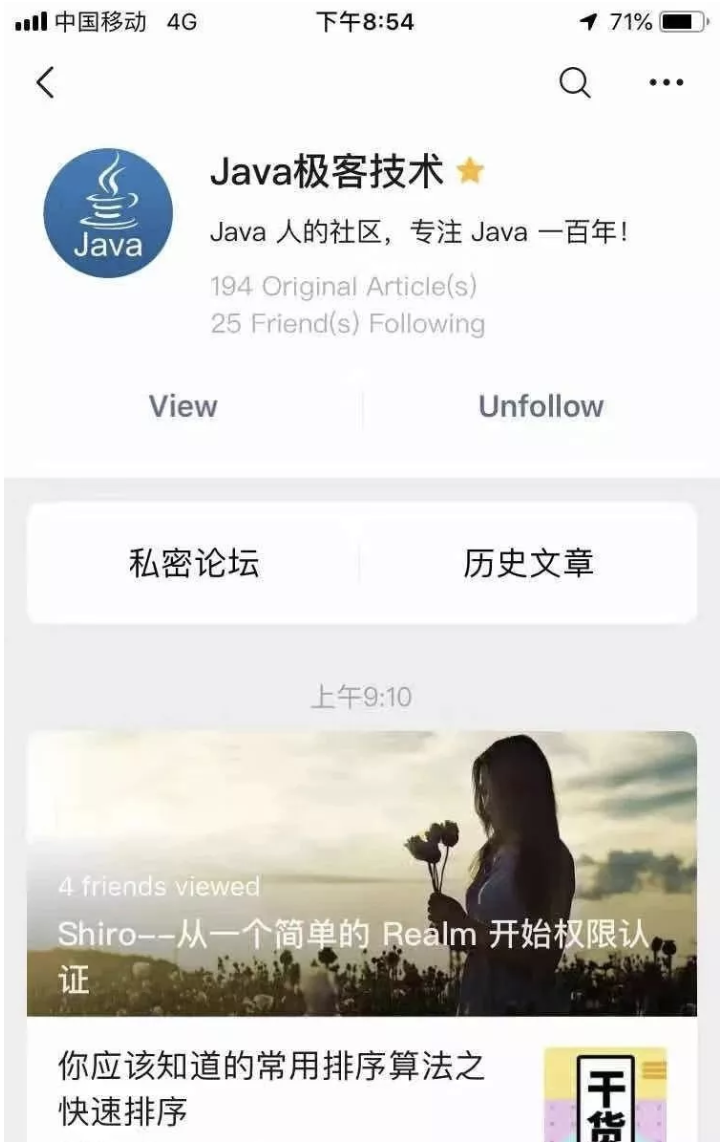 中国移动 4G 下午8:54 71%
Java极客技术
Java
Java 人的社区，专注 Java 一百年！
194 Original Article(s)
25 Friend(s) Following
View Unfollow
私密论坛 历史文章
上午9:10
4 friends viewed
Shiro--从一个简单的 Realm 开始权限认
证
你应该知道的常用排序算法之
快速排序
干货